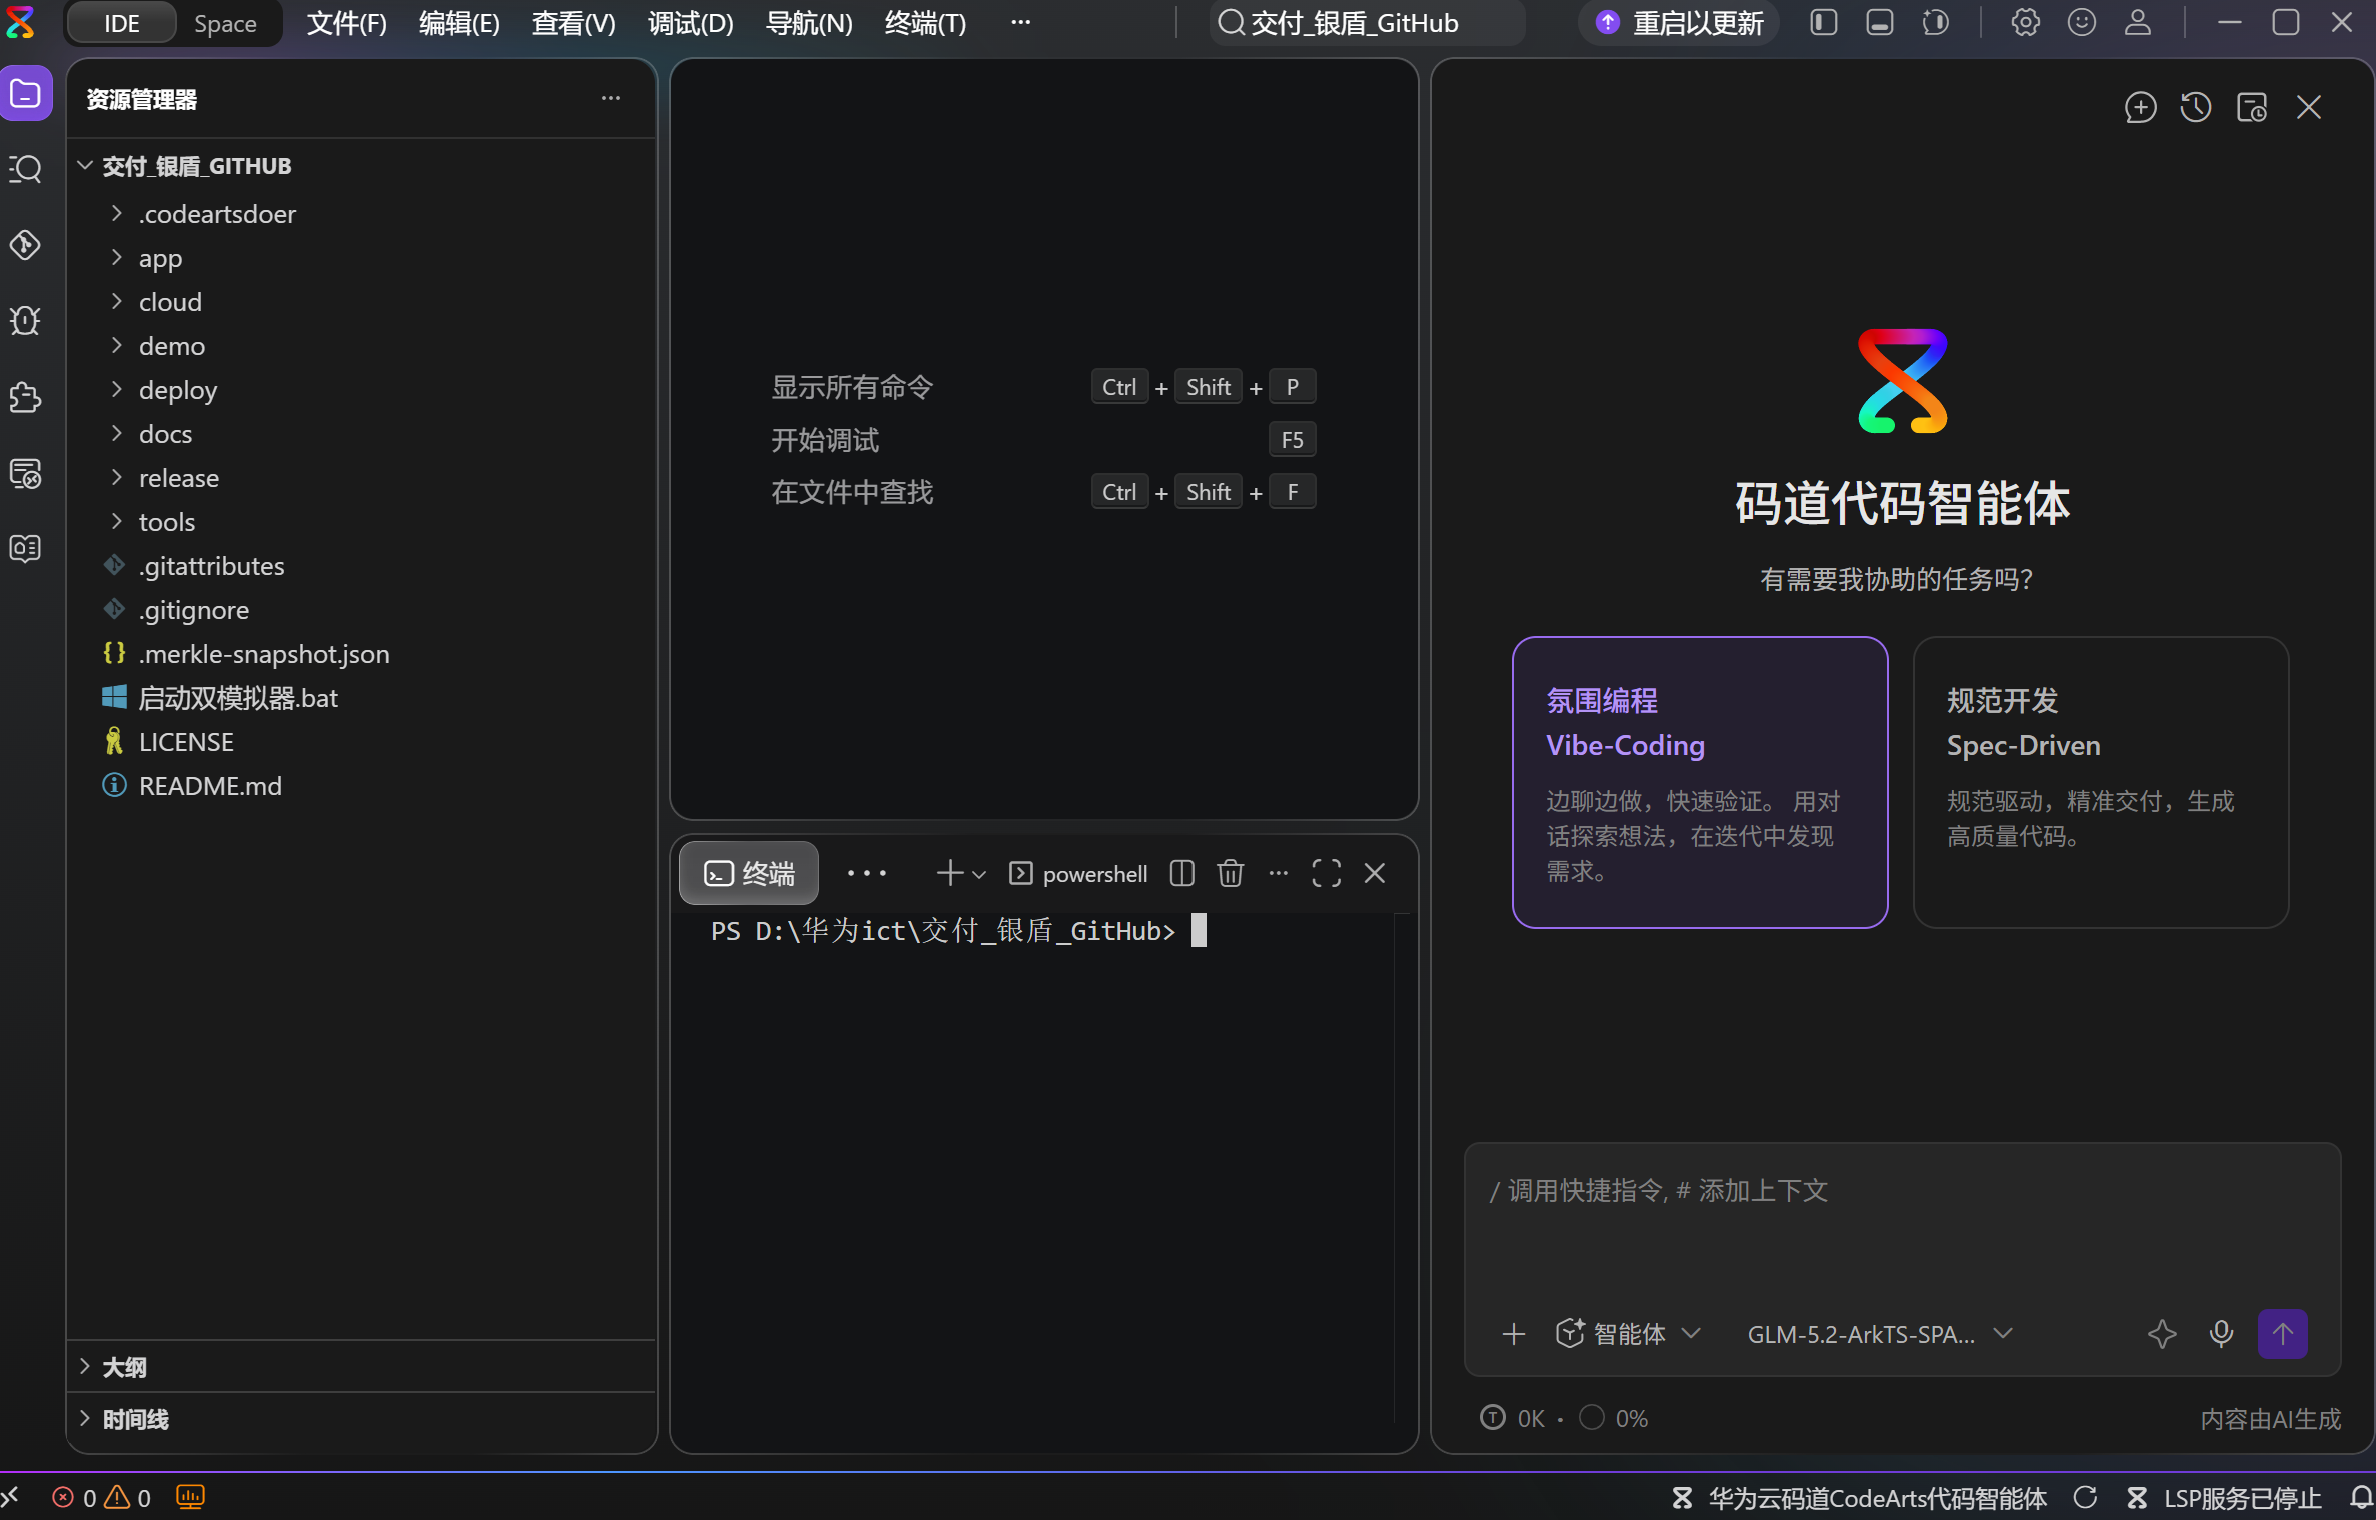 IDE Space 文件(F) 编辑(E) 查看(V) 调试(D) 导航(N) 终端(T) ··· 交付_银盾_GitHub 重启以更新
资源管理器 ···
交付_银盾_GITHUB
.codeartsdoer
app
cloud
demo
deploy
docs
release
tools
.gitattributes
.gitignore
{} .merkle-snapshot.json
启动双模拟器.bat
LICENSE
README.md
大纲
时间线
显示所有命令 Ctrl + Shift + P
开始调试 F5
在文件中查找 Ctrl + Shift + F
终端 ··· powershell ···
PS D:\华为ict\交付_银盾_GitHub>
码道代码智能体
有需要我协助的任务吗?
氛围编程
Vibe-Coding
边聊边做，快速验证。 用对
话探索想法，在迭代中发现
需求。
规范开发
Spec-Driven
规范驱动，精准交付，生成
高质量代码。
/ 调用快捷指令, # 添加上下文
智能体 GLM-5.2-ArkTS-SPA...
0K · 0% 内容由AI生成
0 0 华为云码道CodeArts代码智能体 LSP服务已停止